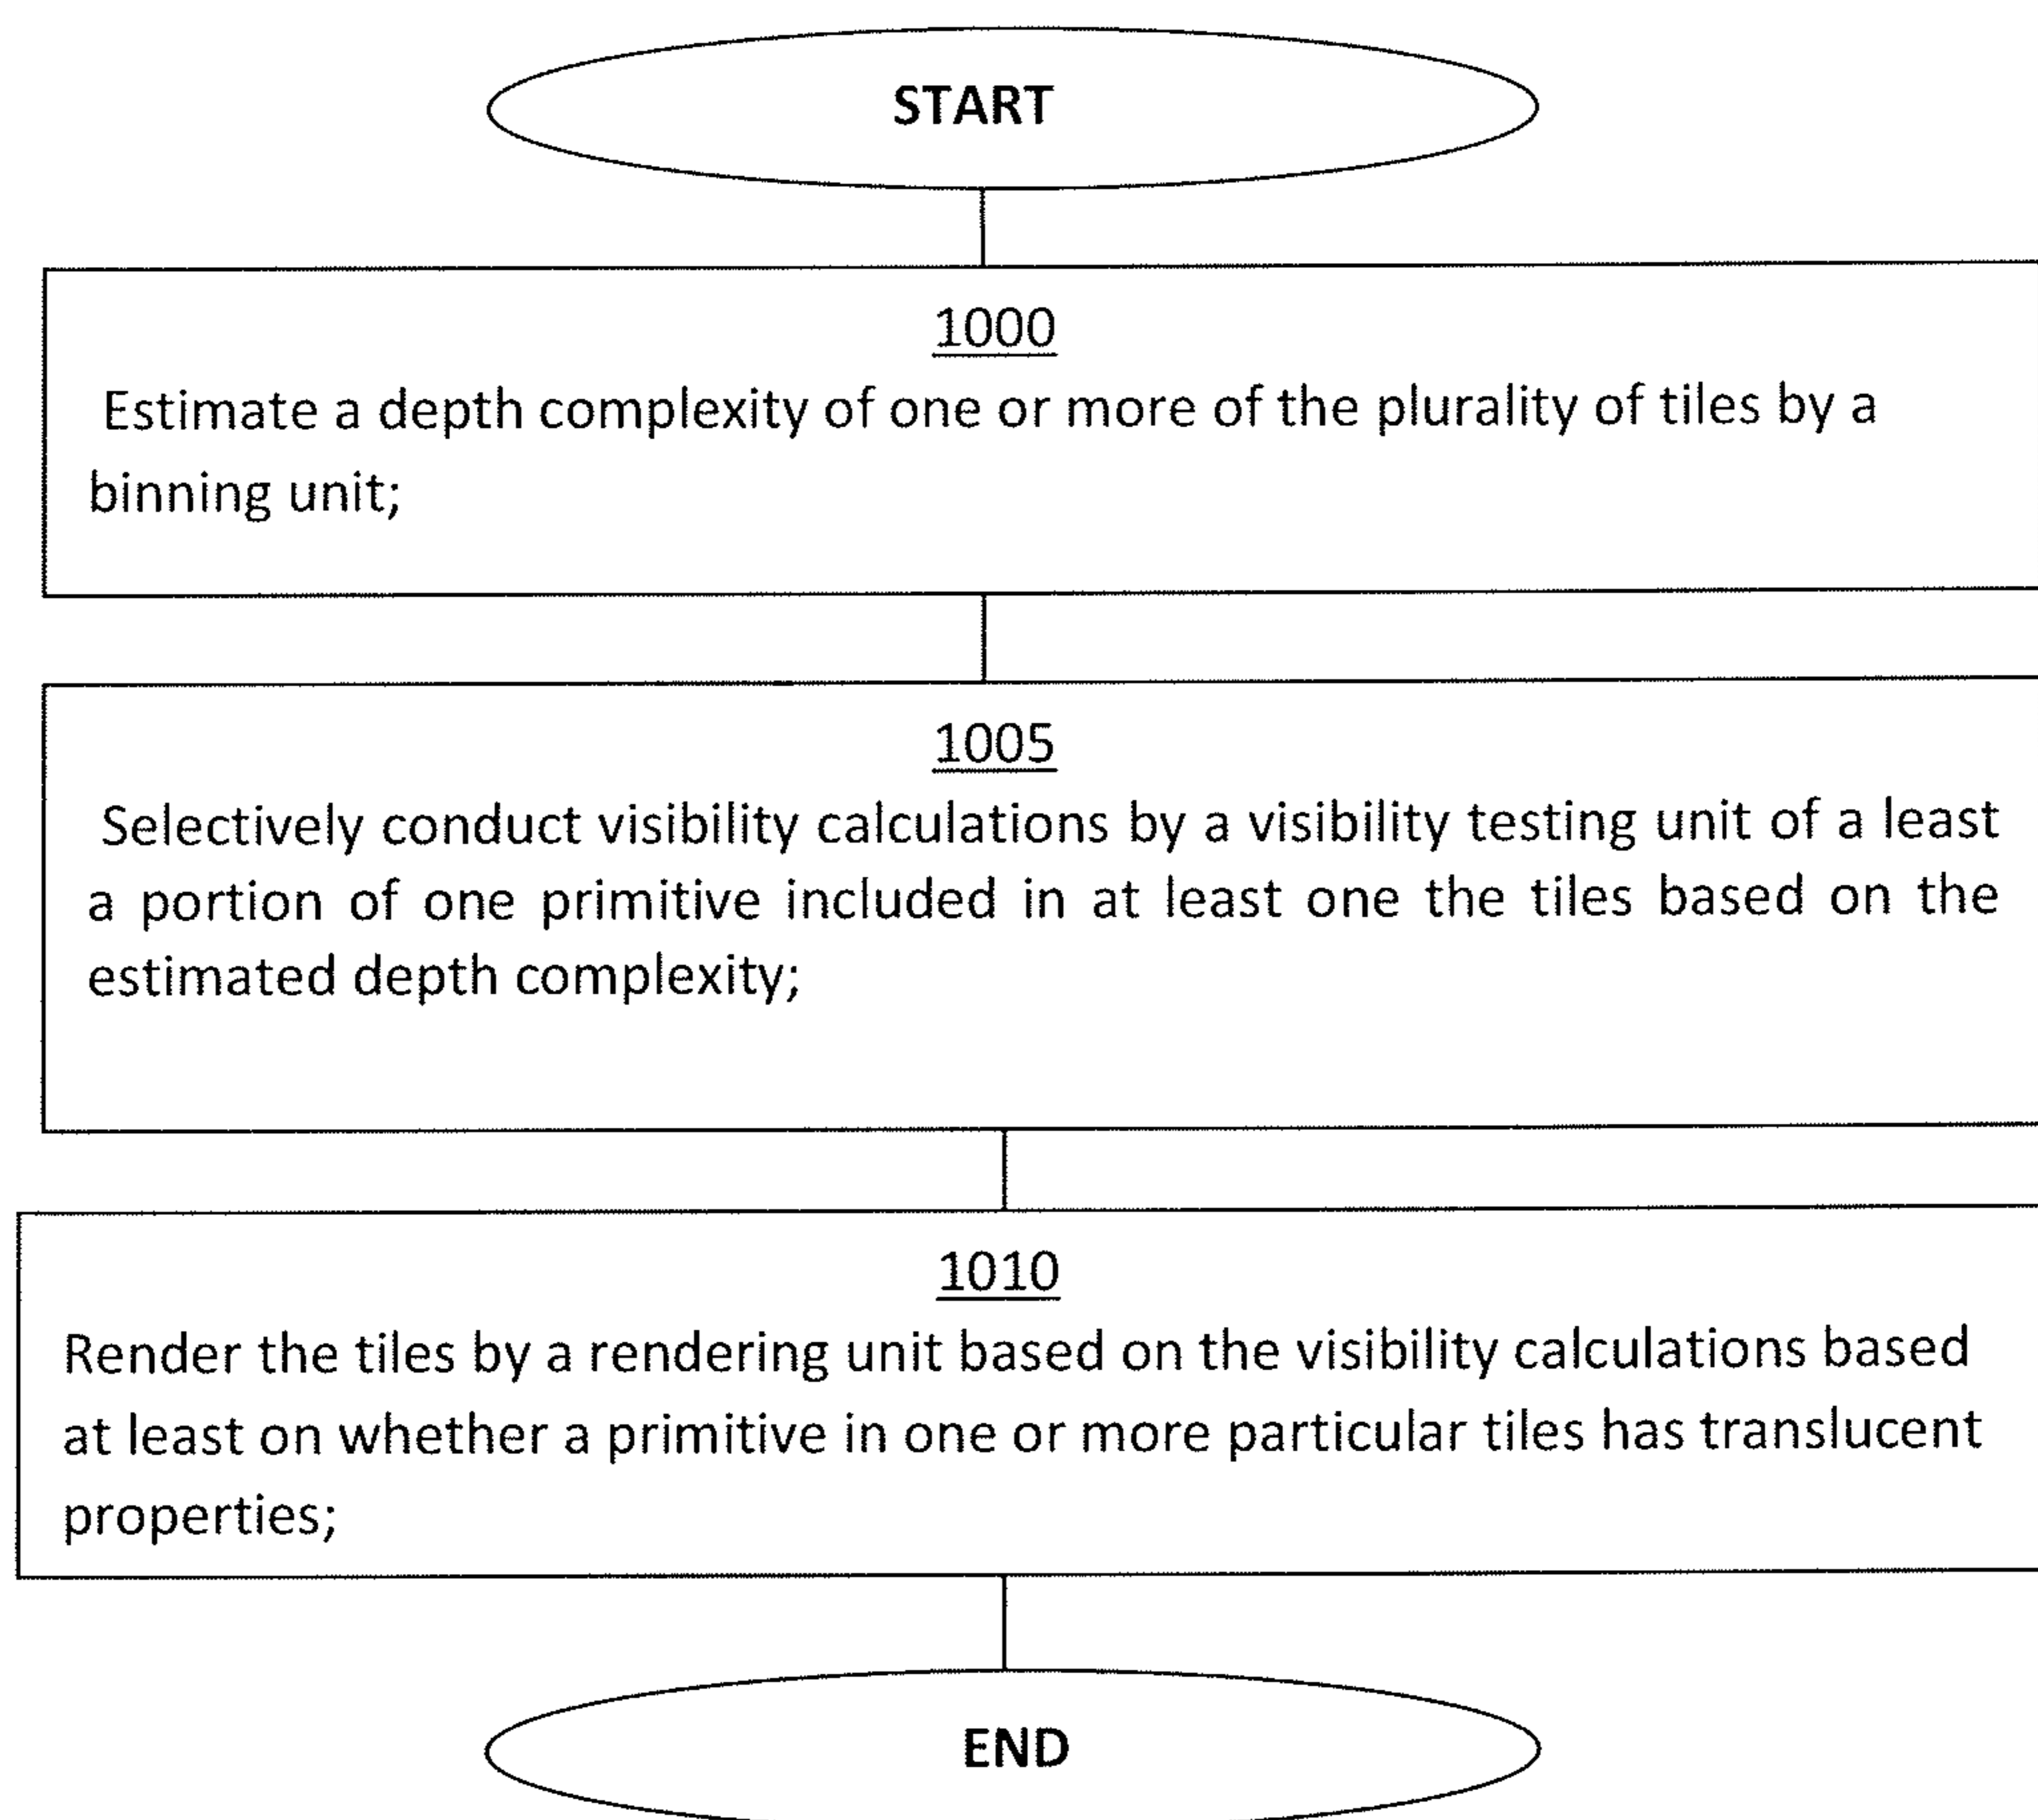 START
1000
Estimate a depth complexity of one or more of the plurality of tiles by a
binning unit;
1005
Selectively conduct visibility calculations by a visibility testing unit of a least
a portion of one primitive included in at least one the tiles based on the
estimated depth complexity;
1010
Render the tiles by a rendering unit based on the visibility calculations based
at least on whether a primitive in one or more particular tiles has translucent
properties;
END